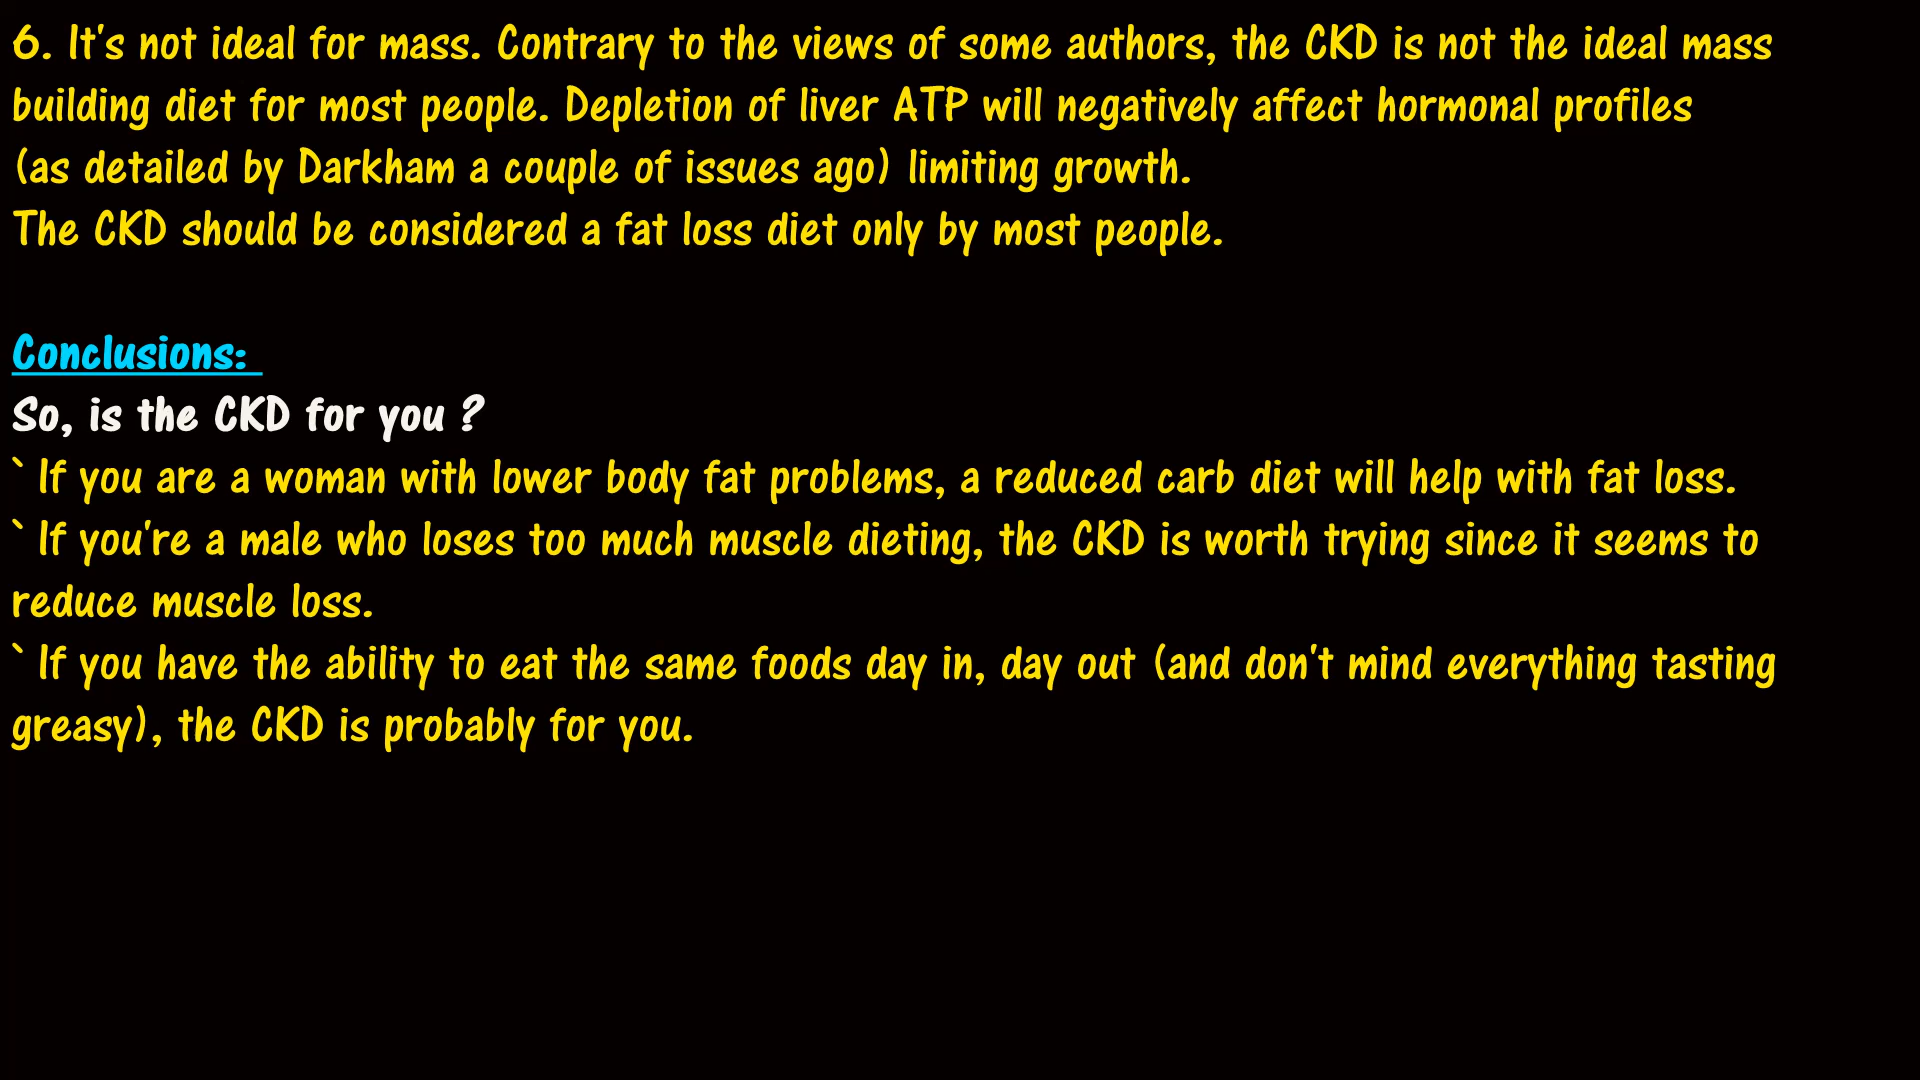 6. It's not ideal for mass. Contrary to the views of some authors, the CKD is not the ideal mass
building diet for most people. Depletion of liver ATP will negatively affect hormonal profiles
(as detailed by Darkham a couple of issues ago) limiting growth.
The CKD should be considered a fat loss diet only by most people.
Conclusions:
So, is the CKD for you ?
` If you are a woman with lower body fat problems, a reduced carb diet will help with fat loss.
` If you're a male who loses too much muscle dieting, the CKD is worth trying since it seems to
reduce muscle loss.
` If you have the ability to eat the same foods day in, day out (and don't mind everything tasting
greasy), the CKD is probably for you.